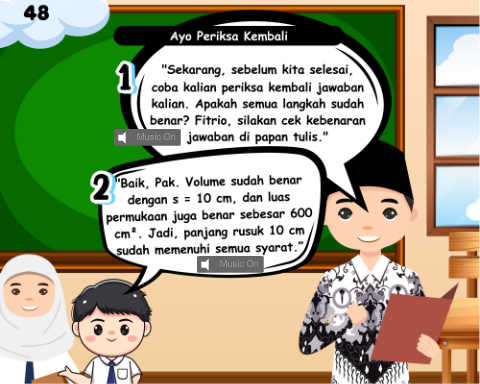 48
Ayo Periksa Kembali
1
"Sekarang, sebelum kita selesai,
coba kalian periksa kembali jawaban
kalian. Apakah semua langkah sudah
benar? Fitrio, silakan cek kebenaran
jawaban di papan tulis."
Music On
2
"Baik, Pak. Volume sudah benar
dengan s = 10 cm, dan luas
permukaan juga benar sebesar 600
cm². Jadi, panjang rusuk 10 cm
sudah memenuhi semua syarat."
Music On